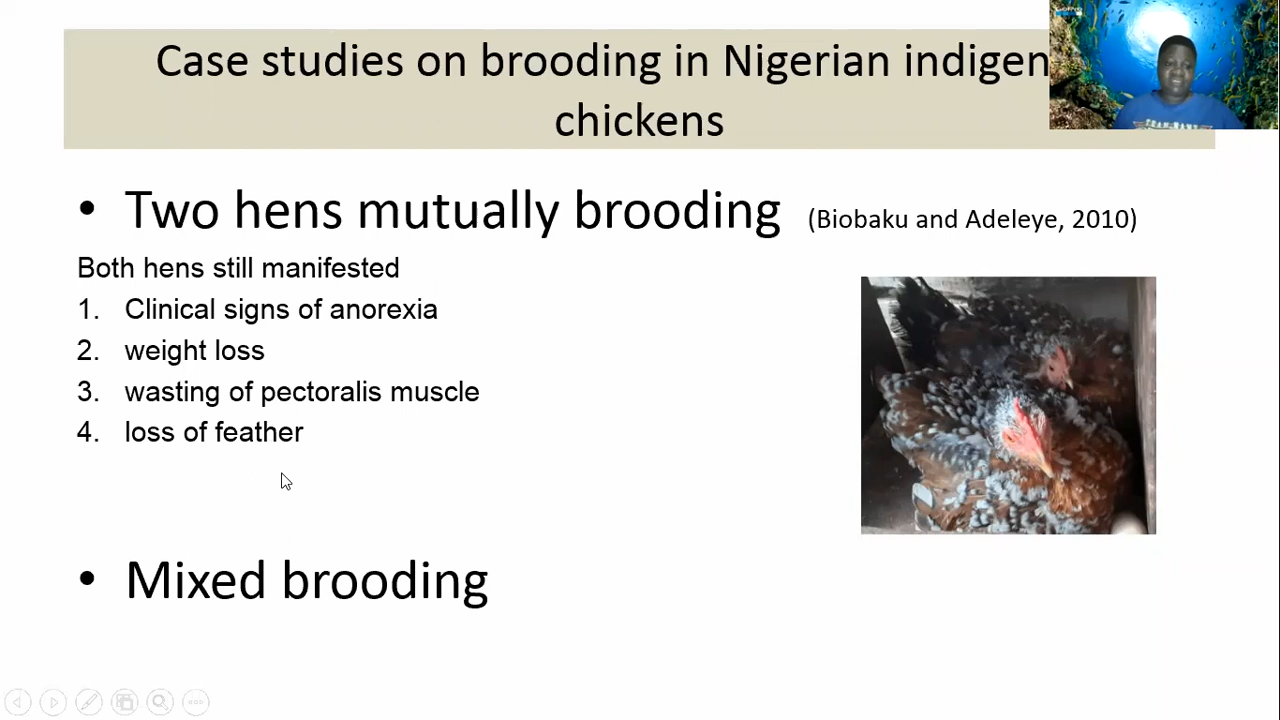 Case studies on brooding in Nigerian indigen
chickens
• Two hens mutually brooding (Biobaku and Adeleye, 2010)
Both hens still manifested
1. Clinical signs of anorexia
2. weight loss
3. wasting of pectoralis muscle
4. loss of feather
• Mixed brooding